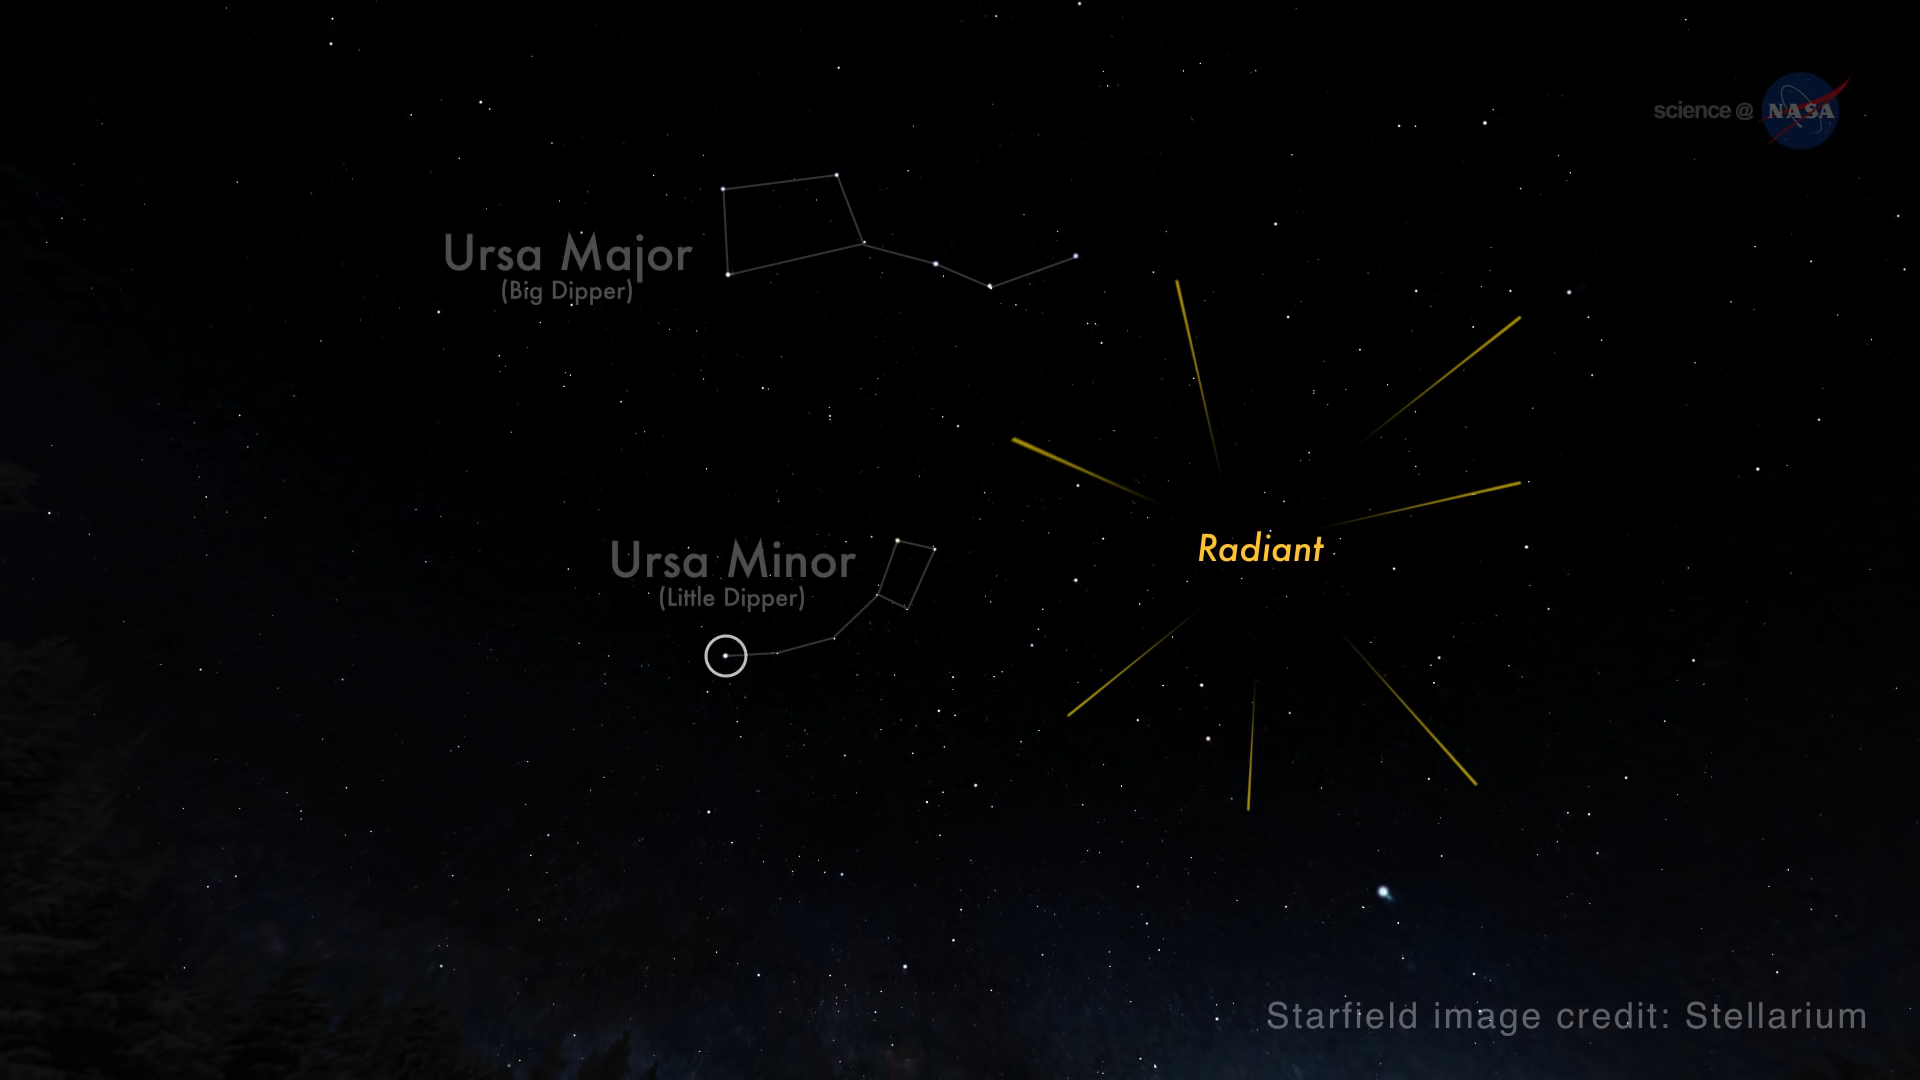 science @ NASA
Ursa Major
(Big Dipper)
Radiant
Ursa Minor
(Little Dipper)
Starfield image credit: Stellarium